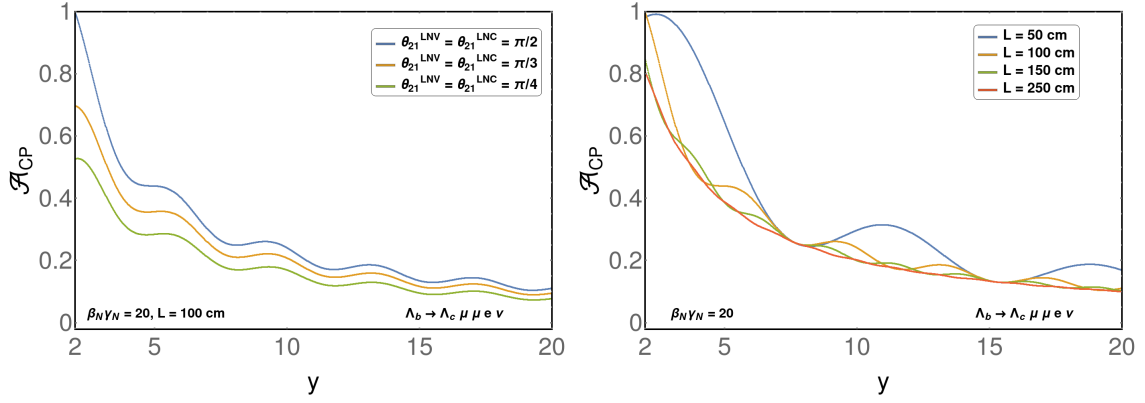 1
0.8
0.6
0.4
0.2
0
𝒜CP
θ₂₁ᴸᴺⱽ = θ₂₁ᴸᴺꟲ = π/2
θ₂₁ᴸᴺⱽ = θ₂₁ᴸᴺꟲ = π/3
θ₂₁ᴸᴺⱽ = θ₂₁ᴸᴺꟲ = π/4
βNγN = 20, L = 100 cm
Λb → Λc μ μ e ν
2 5 10 15 20
y
1
0.8
0.6
0.4
0.2
0
𝒜CP
L = 50 cm
L = 100 cm
L = 150 cm
L = 250 cm
βNγN = 20
Λb → Λc μ μ e ν
2 5 10 15 20
y